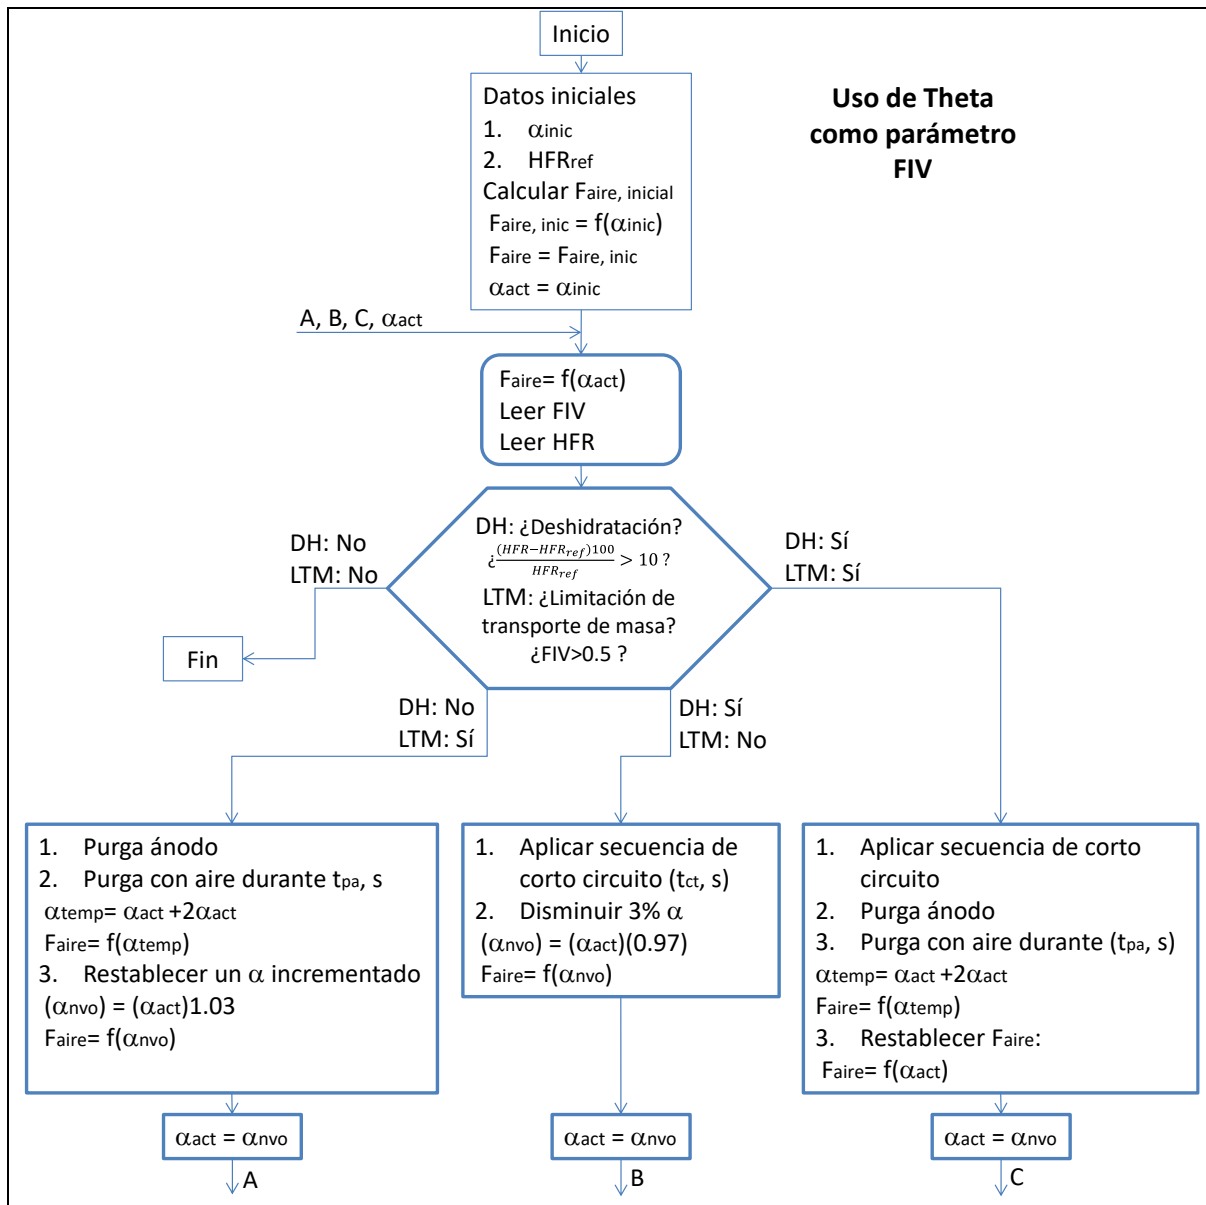 Inicio
Uso de Theta
como parámetro
FIV
Datos iniciales
1. αinic
2. HFRref
Calcular Faire, inicial
Faire, inic = f(αinic)
Faire = Faire, inic
αact = αinic
A, B, C, αact
Faire= f(αact)
Leer FIV
Leer HFR
DH: ¿Deshidratación?
¿(HFR−HFRref)100/HFRref > 10 ?
LTM: ¿Limitación de
transporte de masa?
¿FIV>0.5 ?
DH: No
LTM: No
Fin
DH: Sí
LTM: Sí
DH: No
LTM: Sí
DH: Sí
LTM: No
1. Purga ánodo
2. Purga con aire durante tpa, s
αtemp= αact +2αact
Faire= f(αtemp)
3. Restablecer un α incrementado
(αnvo) = (αact)1.03
Faire= f(αnvo)
αact = αnvo
A
1. Aplicar secuencia de
corto circuito (tct, s)
2. Disminuir 3% α
(αnvo) = (αact)(0.97)
Faire= f(αnvo)
αact = αnvo
B
1. Aplicar secuencia de corto
circuito
2. Purga ánodo
3. Purga con aire durante (tpa, s)
αtemp= αact +2αact
Faire= f(αtemp)
3. Restablecer Faire:
Faire= f(αact)
αact = αnvo
C